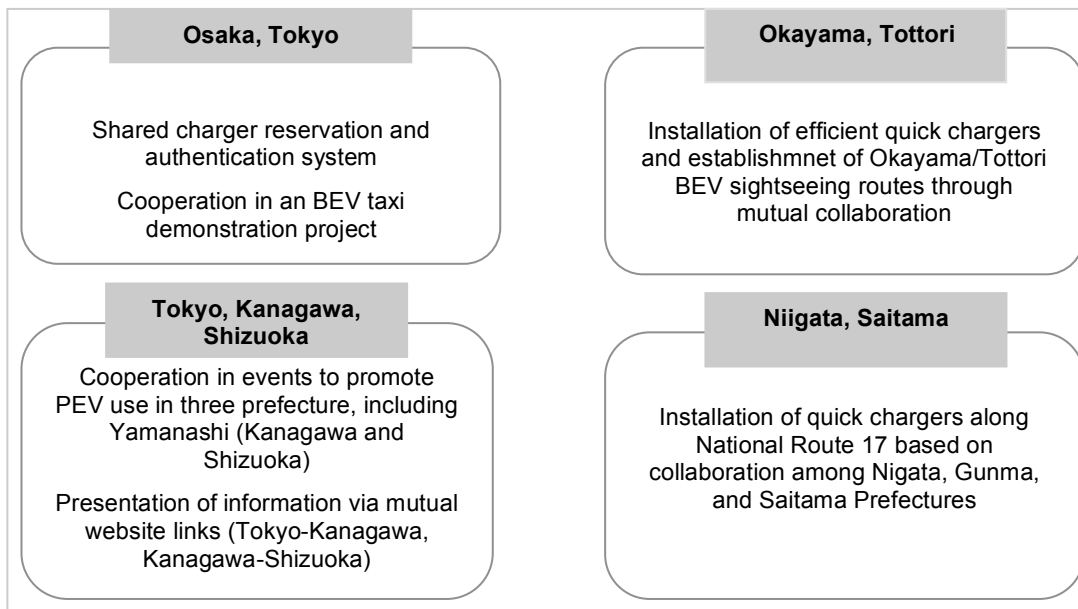 Osaka, Tokyo
Shared charger reservation and
authentication system
Cooperation in an BEV taxi
demonstration project
Okayama, Tottori
Installation of efficient quick chargers
and establishmnet of Okayama/Tottori
BEV sightseeing routes through
mutual collaboration
Tokyo, Kanagawa,
Shizuoka
Cooperation in events to promote
PEV use in three prefecture, including
Yamanashi (Kanagawa and
Shizuoka)
Presentation of information via mutual
website links (Tokyo-Kanagawa,
Kanagawa-Shizuoka)
Niigata, Saitama
Installation of quick chargers along
National Route 17 based on
collaboration among Nigata, Gunma,
and Saitama Prefectures